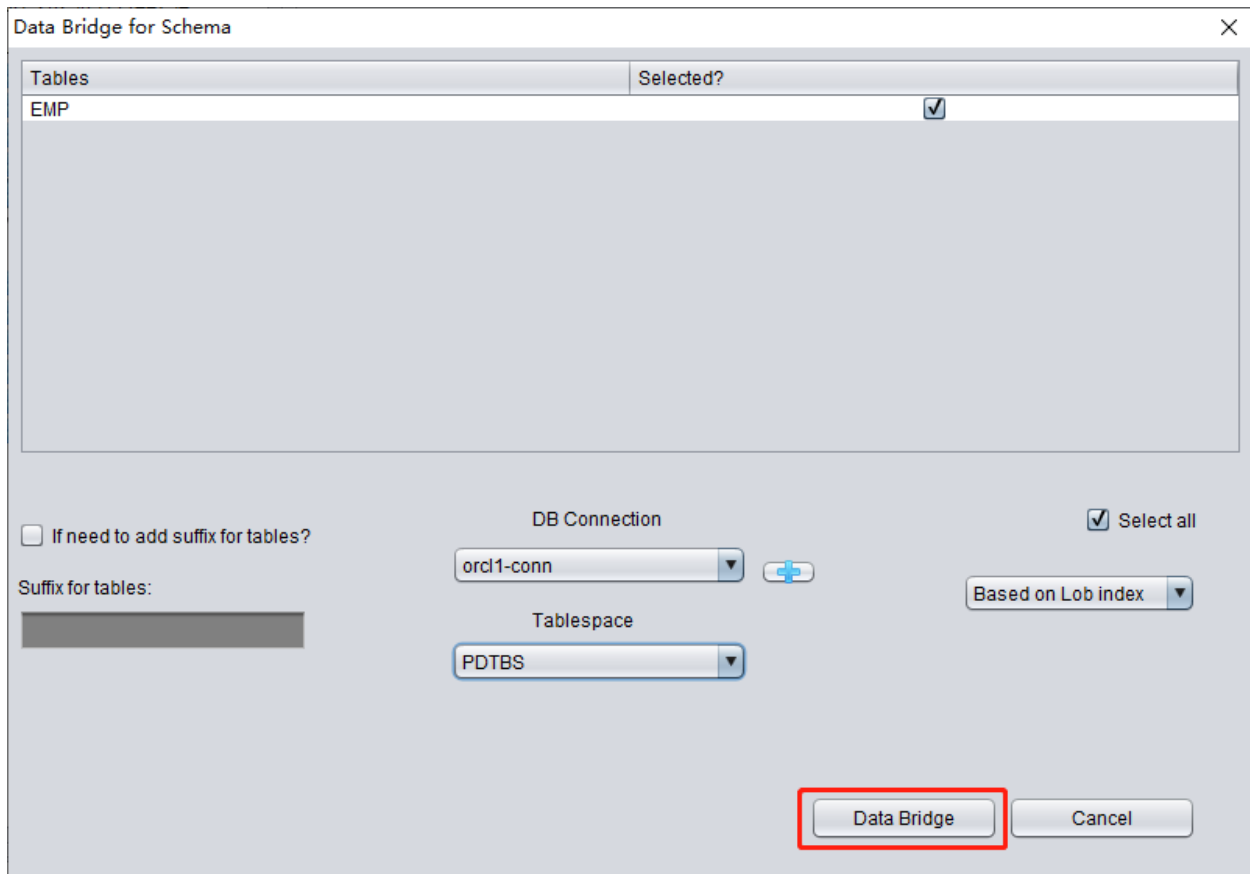 Data Bridge for Schema
Tables Selected?
EMP
If need to add suffix for tables?
Suffix for tables:
DB Connection
orcl1-conn
Tablespace
PDTBS
Select all
Based on Lob index
Data Bridge Cancel